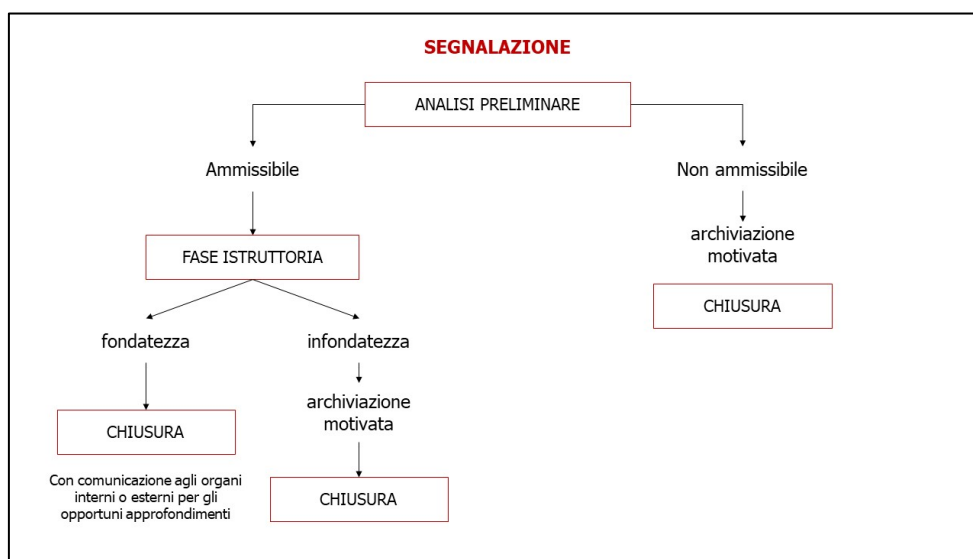 SEGNALAZIONE
ANALISI PRELIMINARE
Ammissibile
Non ammissibile
archiviazione
motivata
FASE ISTRUTTORIA
CHIUSURA
fondatezza
infondatezza
archiviazione
motivata
CHIUSURA
Con comunicazione agli organi
interni o esterni per gli
opportuni approfondimenti
CHIUSURA